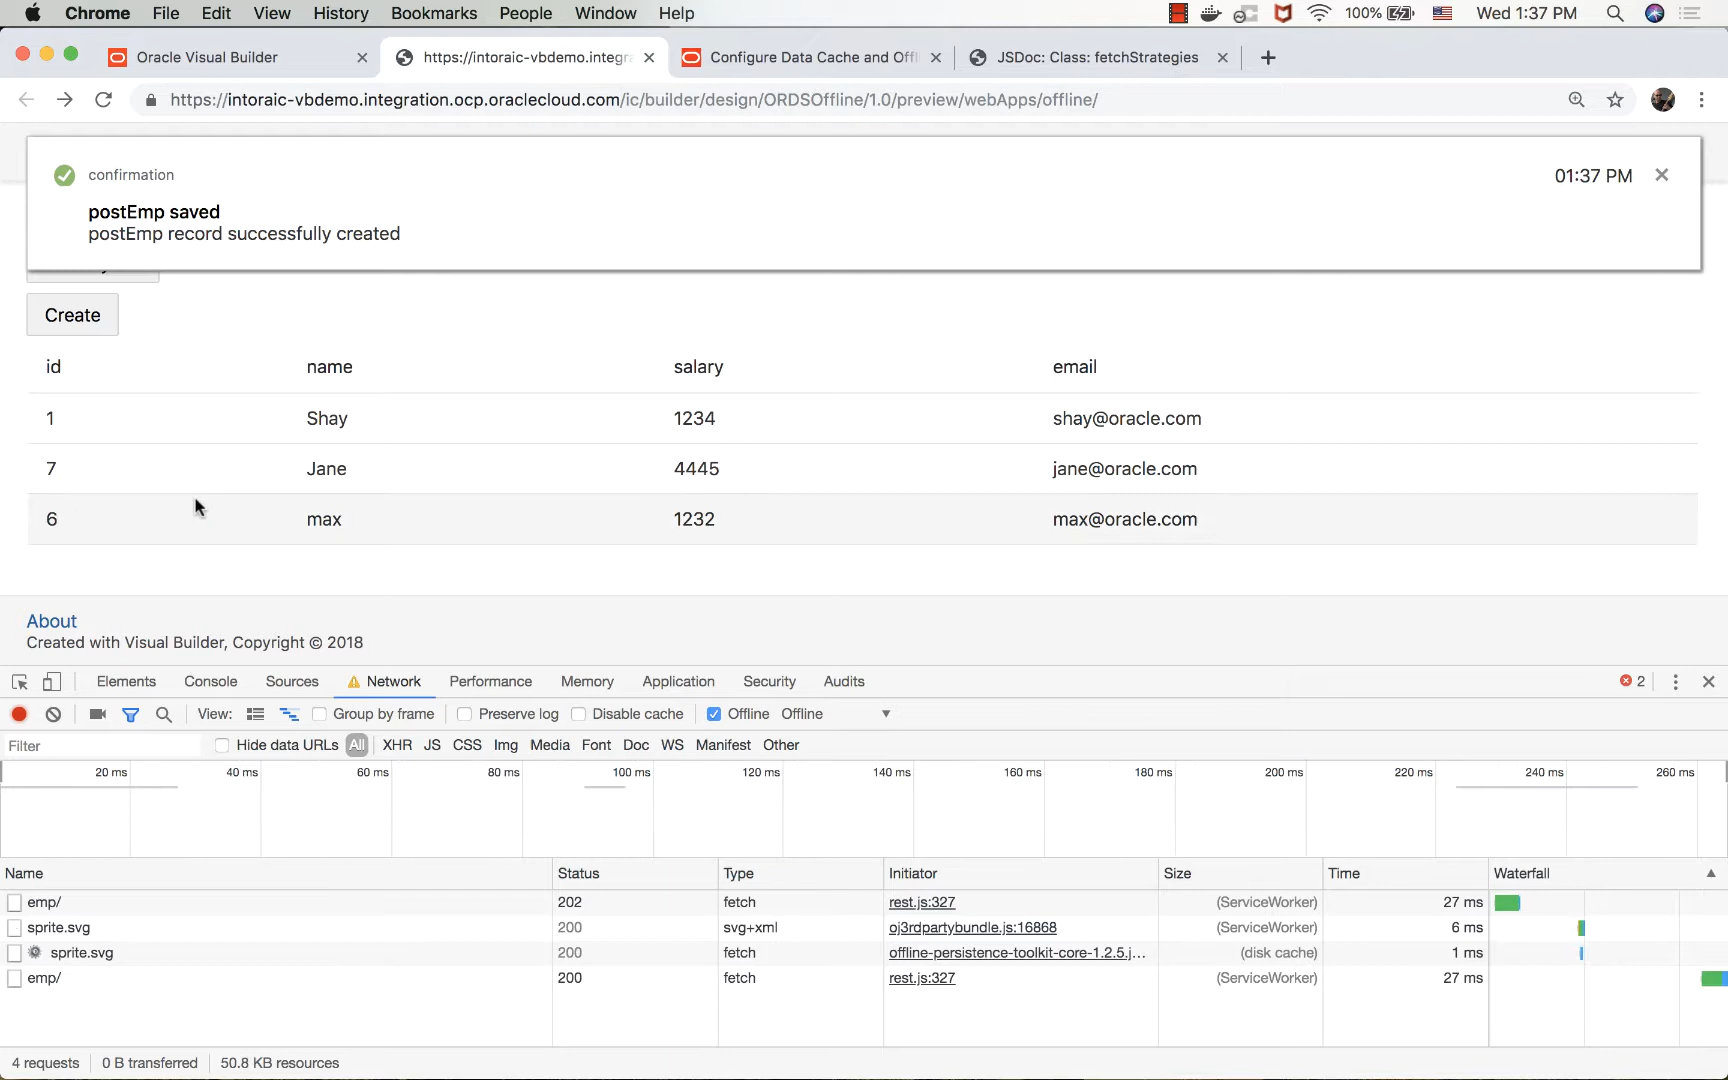 Chrome File Edit View History Bookmarks People Window Help 100% Wed 1:37 PM
Oracle Visual Builder https://intoraic-vbdemo.integra Configure Data Cache and Offl JSDoc: Class: fetchStrategies
https://intoraic-vbdemo.integration.ocp.oraclecloud.com/ic/builder/design/ORDSOffline/1.0/preview/webApps/offline/
confirmation 01:37 PM
postEmp saved
postEmp record successfully created
Create
id name salary email
1 Shay 1234 shay@oracle.com
7 Jane 4445 jane@oracle.com
6 max 1232 max@oracle.com
About
Created with Visual Builder, Copyright © 2018
Elements Console Sources Network Performance Memory Application Security Audits 2
View: Group by frame Preserve log Disable cache Offline Offline
Filter Hide data URLs All XHR JS CSS Img Media Font Doc WS Manifest Other
20 ms 40 ms 60 ms 80 ms 100 ms 120 ms 140 ms 160 ms 180 ms 200 ms 220 ms 240 ms 260 ms
Name Status Type Initiator Size Time Waterfall
emp/ 202 fetch rest.js:327 (ServiceWorker) 27 ms
sprite.svg 200 svg+xml oj3rdpartybundle.js:16868 (ServiceWorker) 6 ms
sprite.svg 200 fetch offline-persistence-toolkit-core-1.2.5.j... (disk cache) 1 ms
emp/ 200 fetch rest.js:327 (ServiceWorker) 27 ms
4 requests 0 B transferred 50.8 KB resources